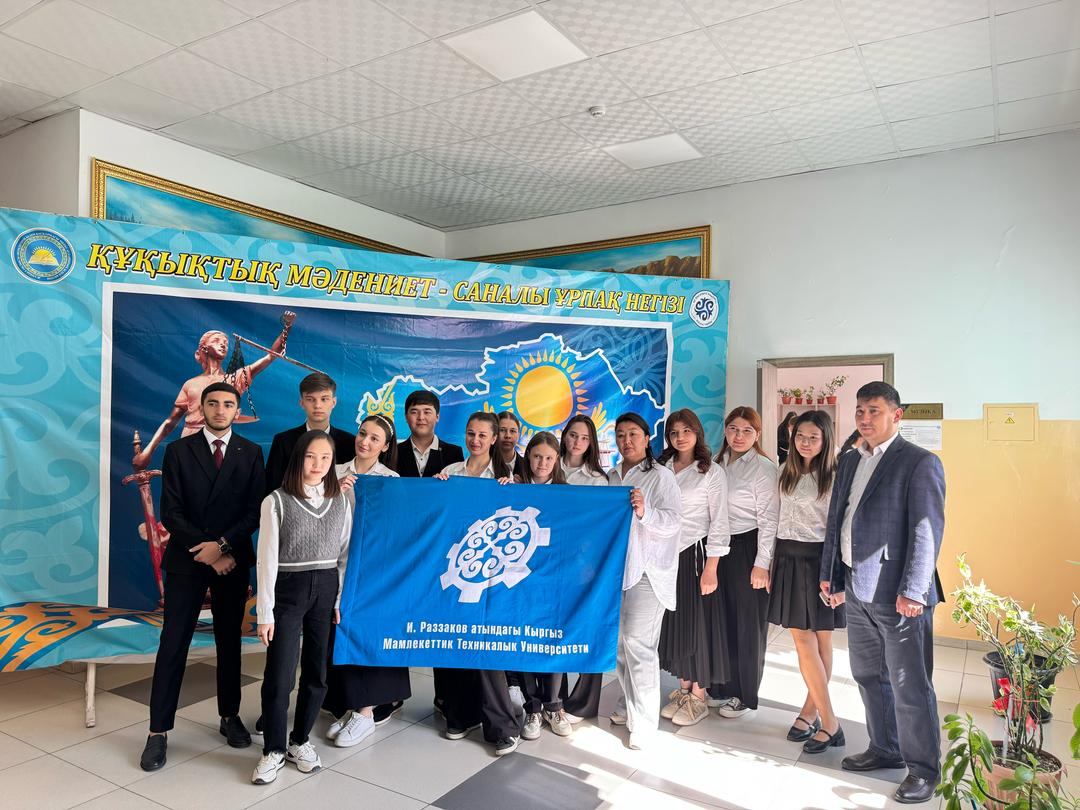 ҚҰҚЫҚТЫҚ МӘДЕНИЕТ - САНАЛЫ ҰРПАҚ НЕГІЗІ
И. Раззаков атындагы Кыргыз
Мамлекеттик Техникалык Университети